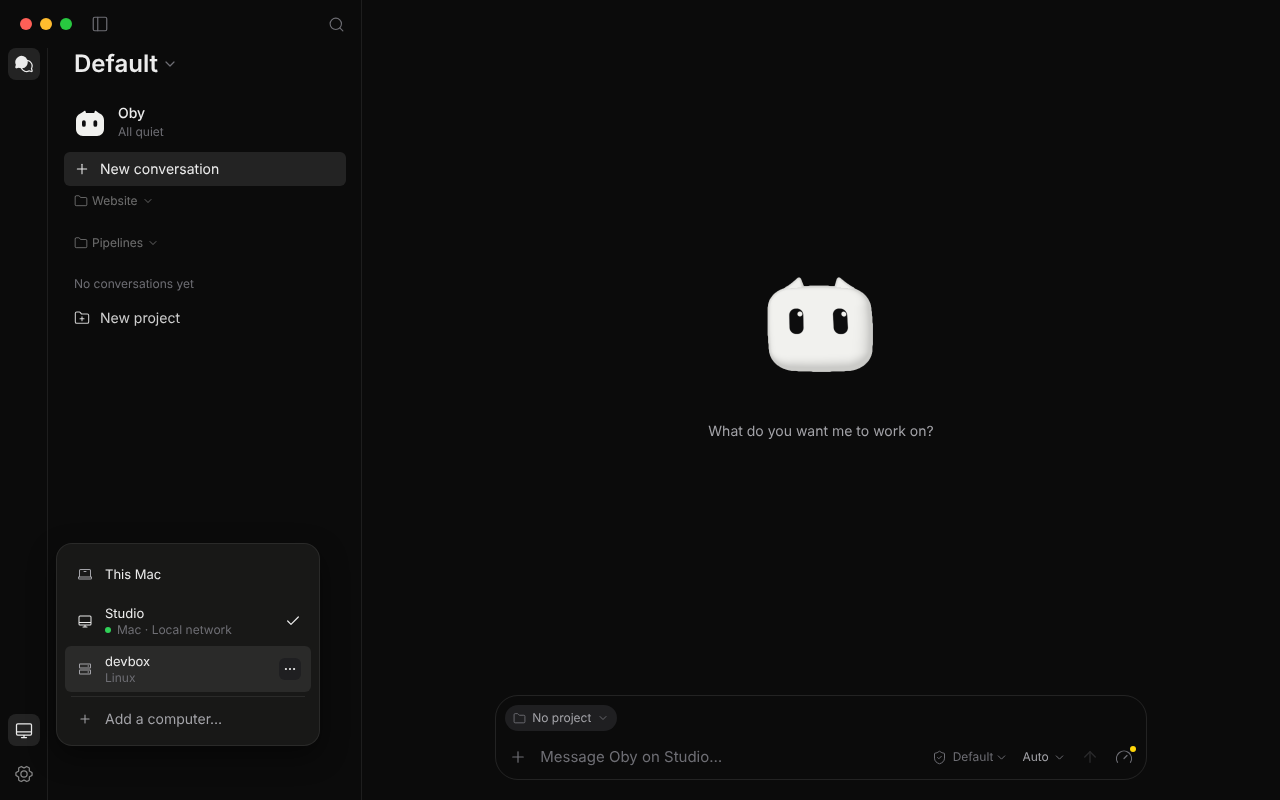 Default
Oby
All quiet
New conversation
Website
Pipelines
No conversations yet
New project
What do you want me to work on?
This Mac
Studio
Mac · Local network
devbox
Linux
Add a computer...
No project
Message Oby on Studio...
Default
Auto